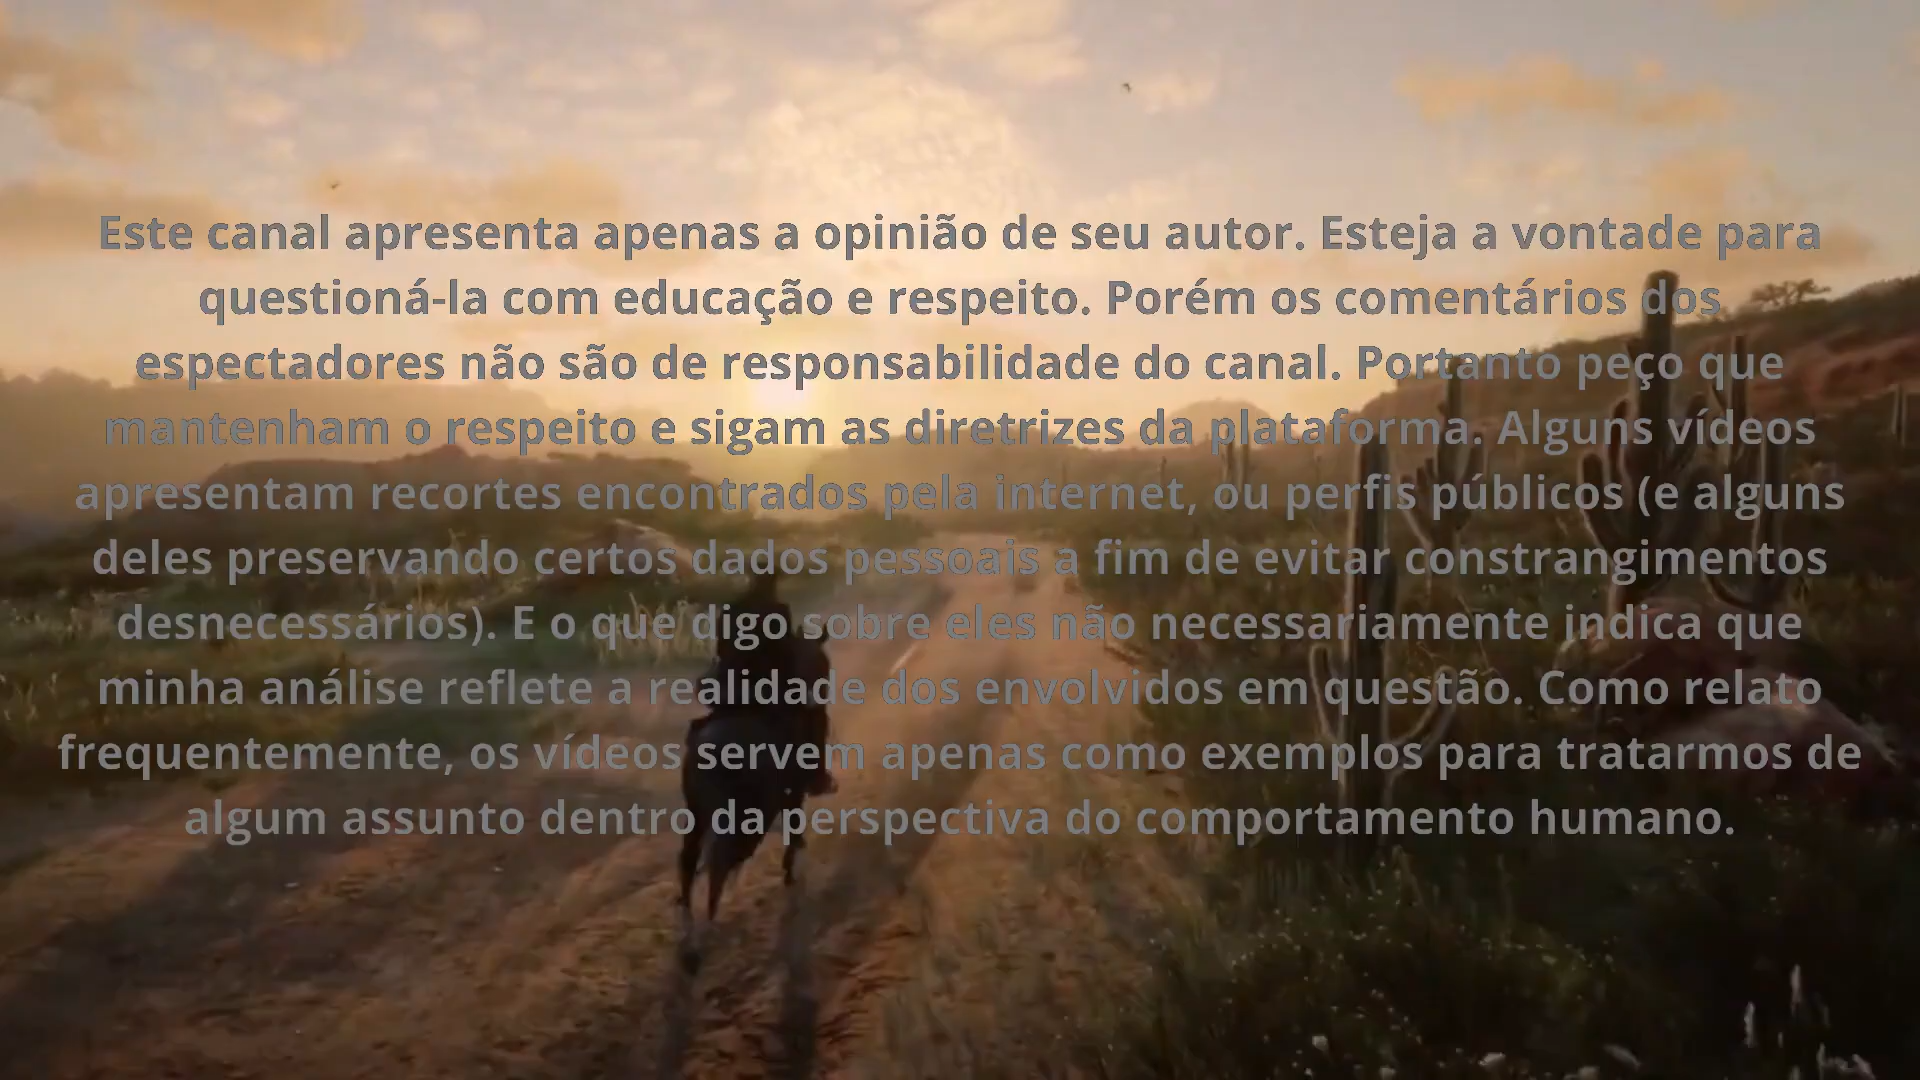 Este canal apresenta apenas a opinião de seu autor. Esteja a vontade para
questioná-la com educação e respeito. Porém os comentários dos
espectadores não são de responsabilidade do canal. Portanto peço que
mantenham o respeito e sigam as diretrizes da plataforma. Alguns vídeos
apresentam recortes encontrados pela internet, ou perfis públicos (e alguns
deles preservando certos dados pessoais a fim de evitar constrangimentos
desnecessários). E o que digo sobre eles não necessariamente indica que
minha análise reflete a realidade dos envolvidos em questão. Como relato
frequentemente, os vídeos servem apenas como exemplos para tratarmos de
algum assunto dentro da perspectiva do comportamento humano.